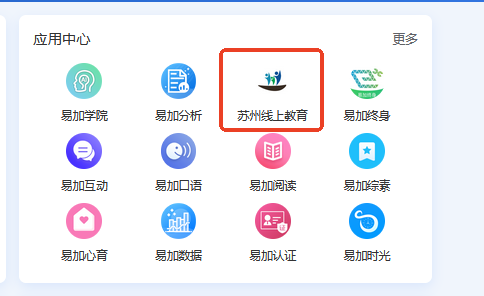 应用中心 更多
易加学院 易加分析 苏州线上教育 易加终身
易加互动 易加口语 易加阅读 易加综素
易加心育 易加数据 易加认证 易加时光